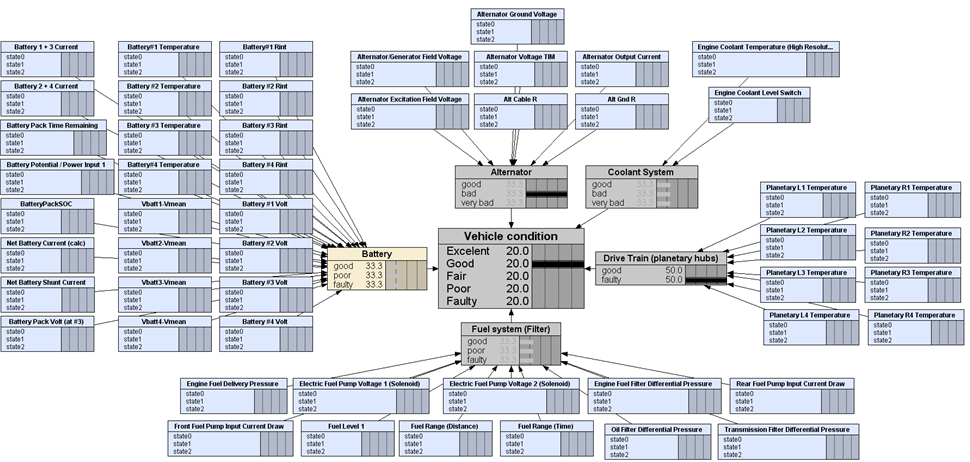 Alternator Ground Voltage
state0
state1
state2
Battery 1 + 3 Current
state0
state1
state2
Battery#1 Temperature
state0
state1
state2
Battery#1 Rint
state0
state1
state2
Alternator/Generator Field Voltage
state0
state1
state2
Alternator Voltage TIM
state0
state1
state2
Alternator Output Current
state0
state1
state2
Engine Coolant Temperature (High Resolut...
state0
state1
state2
Battery 2 + 4 Current
state0
state1
state2
Battery #2 Temperature
state0
state1
state2
Battery #2 Rint
state0
state1
state2
Alternator Excitation Field Voltage
state0
state1
state2
Alt Cable R
state0
state1
state2
Alt Gnd R
state0
state1
state2
Engine Coolant Level Switch
state0
state1
state2
Battery Pack Time Remaining
state0
state1
state2
Battery #3 Temperature
state0
state1
state2
Battery #3 Rint
state0
state1
state2
Battery Potential / Power Input 1
state0
state1
state2
Battery#4 Temperature
state0
state1
state2
Battery #4 Rint
state0
state1
state2
Alternator
good 33.3
bad 33.3
very bad 33.3
Coolant System
good 33.3
bad 33.3
very bad 33.3
Planetary L1 Temperature
state0
state1
state2
Planetary R1 Temperature
state0
state1
state2
BatteryPackSOC
state0
state1
state2
Vbatt1-Vmean
state0
state1
state2
Battery #1 Volt
state0
state1
state2
Vehicle condition
Excelent 20.0
Good 20.0
Fair 20.0
Poor 20.0
Faulty 20.0
Planetary L2 Temperature
state0
state1
state2
Planetary R2 Temperature
state0
state1
state2
Net Battery Current (calc)
state0
state1
state2
Vbatt2-Vmean
state0
state1
state2
Battery #2 Volt
state0
state1
state2
Battery
good 33.3
poor 33.3
faulty 33.3
Drive Train (planetary hubs)
good 50.0
faulty 50.0
Planetary L3 Temperature
state0
state1
state2
Planetary R3 Temperature
state0
state1
state2
Net Battery Shunt Current
state0
state1
state2
Vbatt3-Vmean
state0
state1
state2
Battery #3 Volt
state0
state1
state2
Planetary L4 Temperature
state0
state1
state2
Planetary R4 Temperature
state0
state1
state2
Battery Pack Volt (at #3)
state0
state1
state2
Vbatt4-Vmean
state0
state1
state2
Battery #4 Volt
state0
state1
state2
Fuel system (Filter)
good 33.3
poor 33.3
faulty 33.3
Engine Fuel Delivery Pressure
state0
state1
state2
Electric Fuel Pump Voltage 1 (Solenoid)
state0
state1
state2
Electric Fuel Pump Voltage 2 (Solenoid)
state0
state1
state2
Engine Fuel Filter Differential Pressure
state0
state1
state2
Rear Fuel Pump Input Current Draw
state0
state1
state2
Front Fuel Pump Input Current Draw
state0
state1
state2
Fuel Level 1
state0
state1
state2
Fuel Range (Distance)
state0
state1
state2
Fuel Range (Time)
state0
state1
state2
Oil Filter Differential Pressure
state0
state1
state2
Transmission Filter Differential Pressure
state0
state1
state2